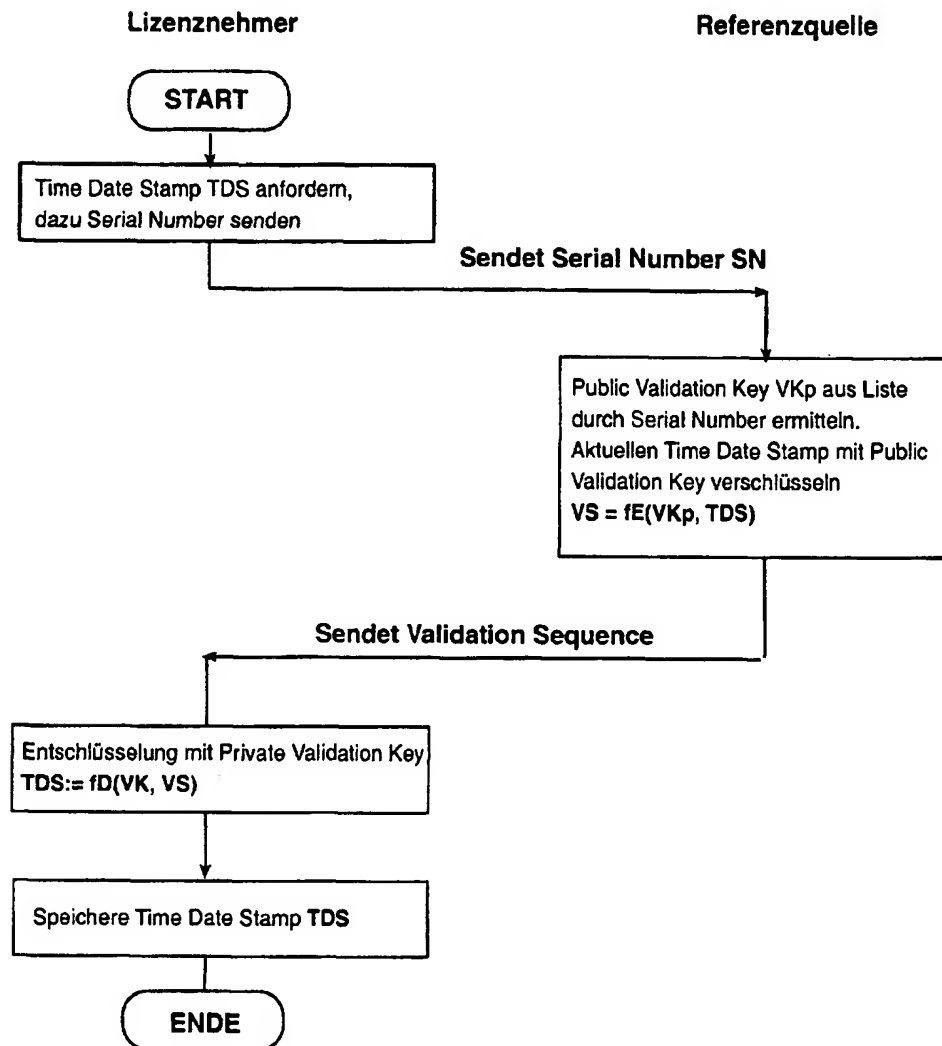 Lizenznehmer
Referenzquelle
START
Time Date Stamp TDS anfordern,
dazu Serial Number senden
Sendet Serial Number SN
Public Validation Key VKp aus Liste
durch Serial Number ermitteln.
Aktuellen Time Date Stamp mit Public
Validation Key verschlüsseln
VS = fE(VKp, TDS)
Sendet Validation Sequence
Entschlüsselung mit Private Validation Key
TDS:= fD(VK, VS)
Speichere Time Date Stamp TDS
ENDE